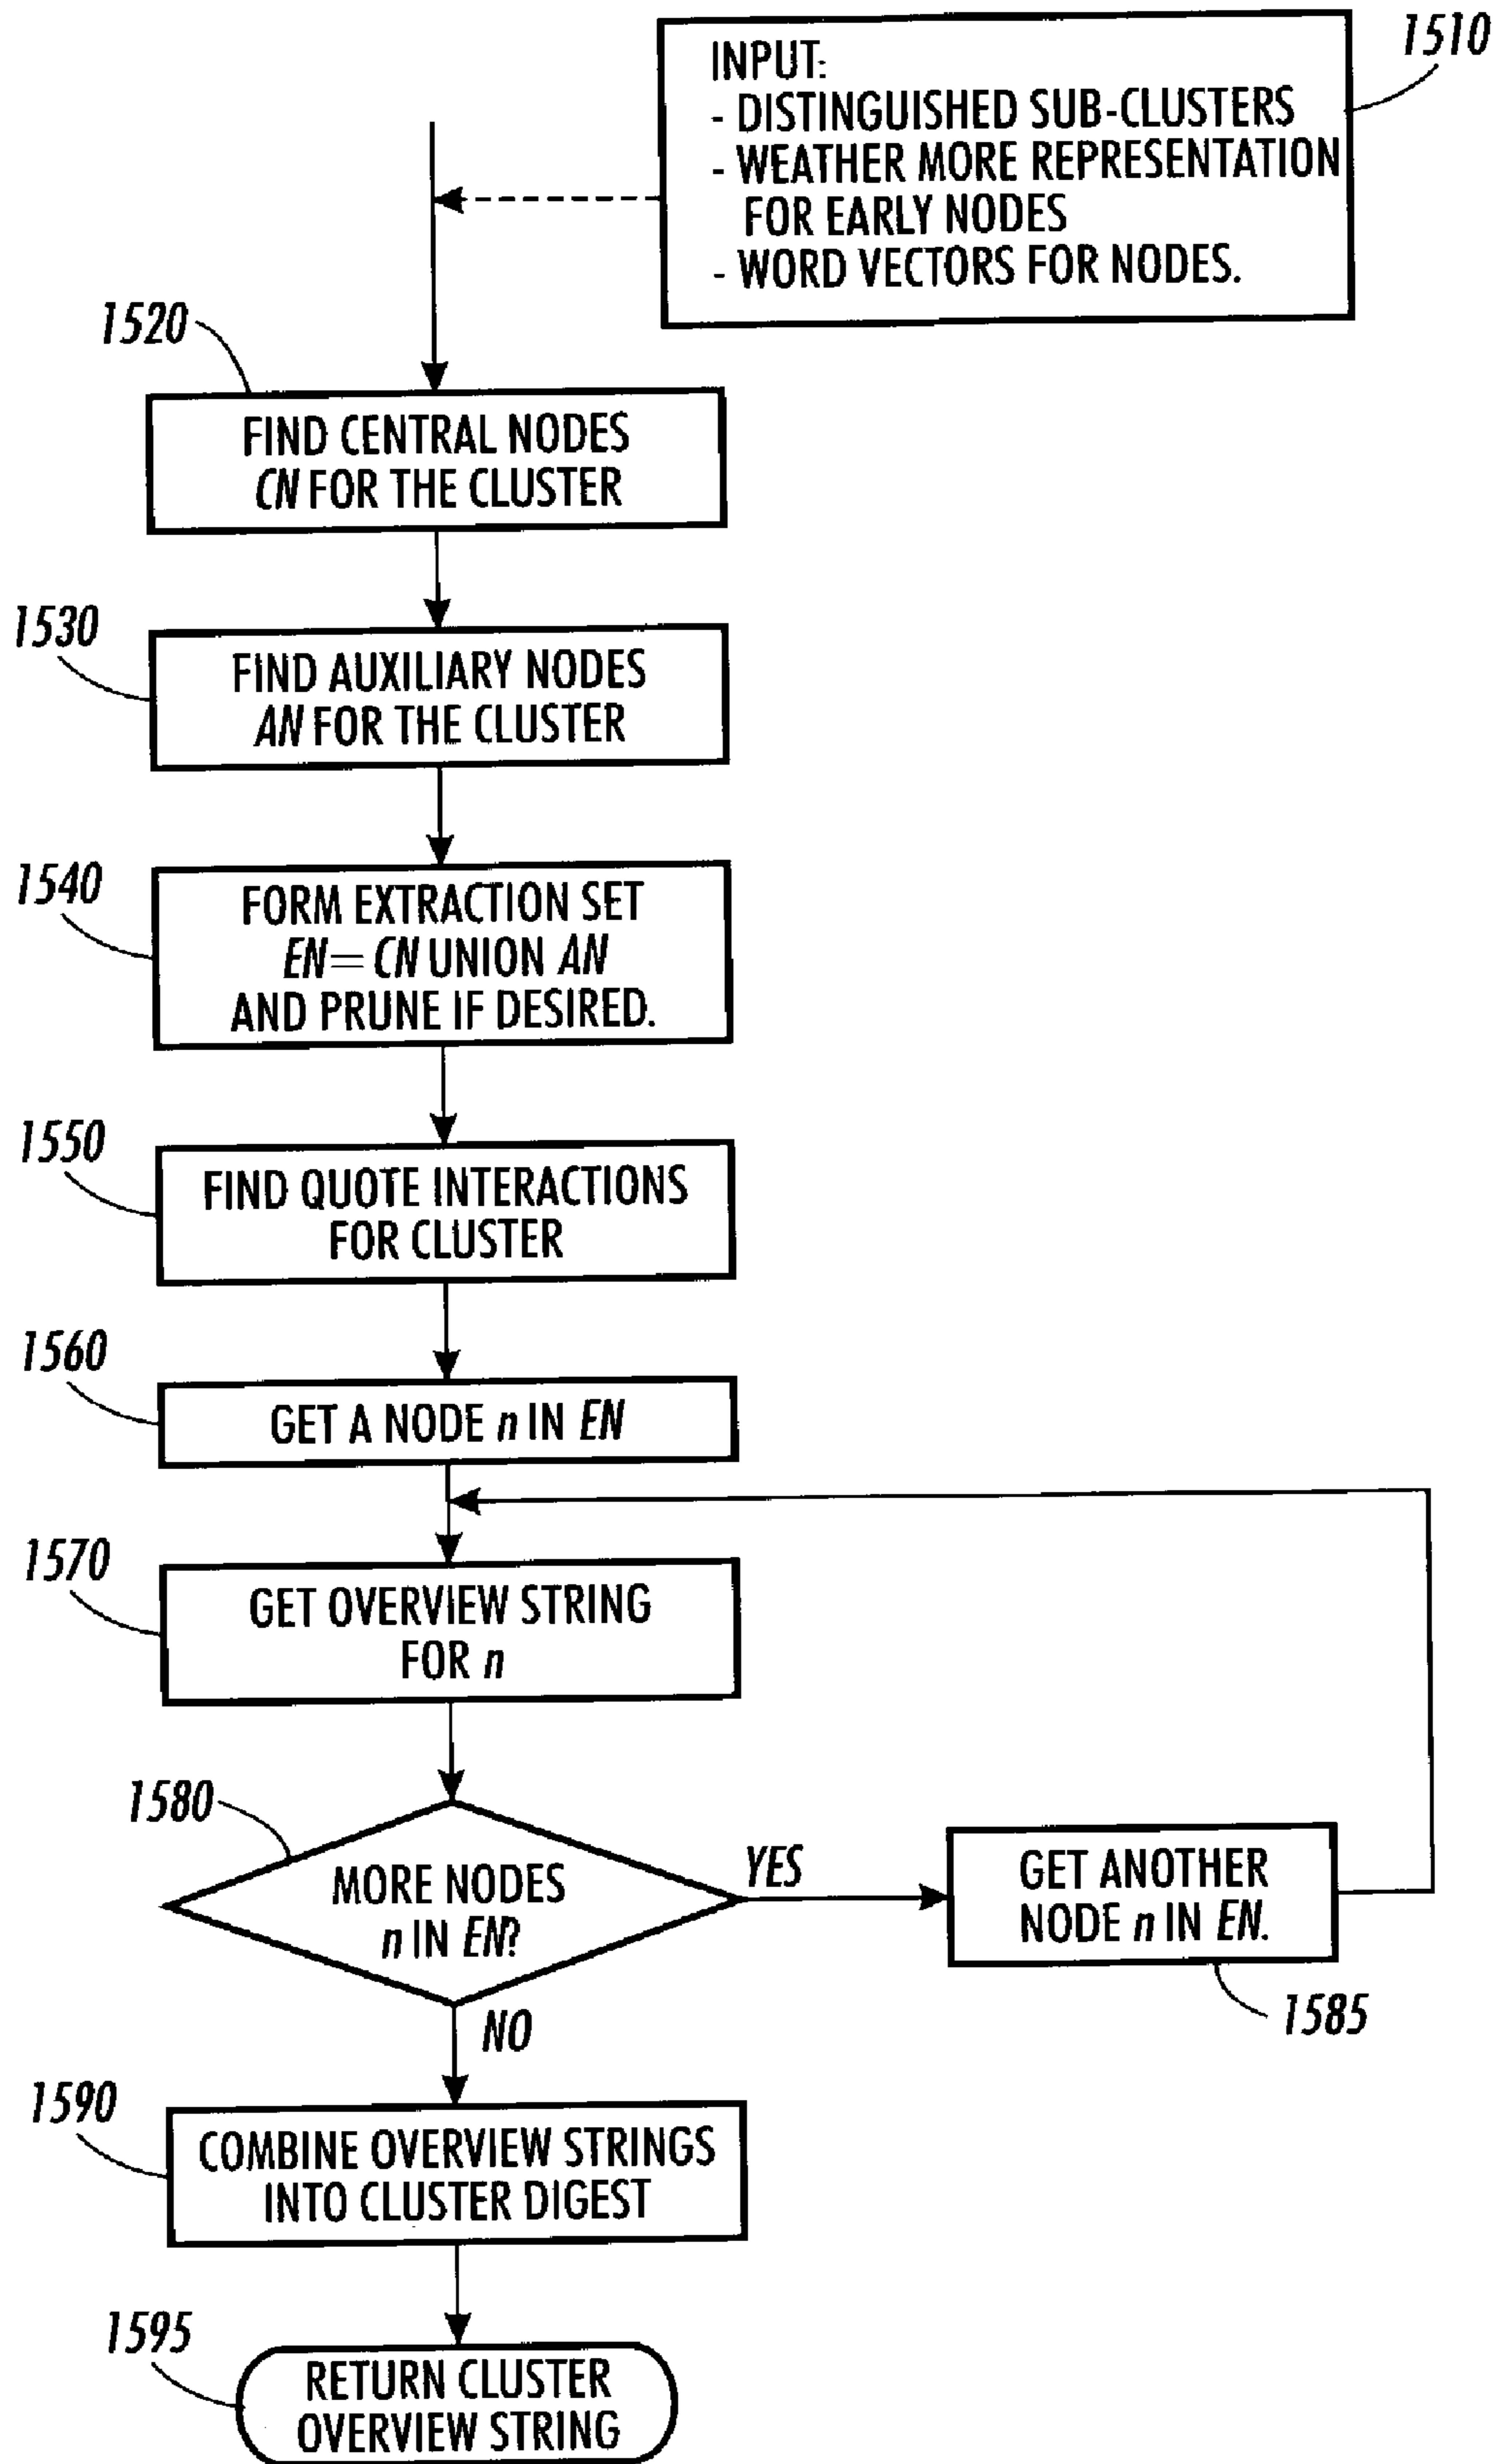 1510
INPUT:
- DISTINGUISHED SUB-CLUSTERS
- WEATHER MORE REPRESENTATION
FOR EARLY NODES
- WORD VECTORS FOR NODES.
1520
FIND CENTRAL NODES
CN FOR THE CLUSTER
1530
FIND AUXILIARY NODES
AN FOR THE CLUSTER
1540
FORM EXTRACTION SET
EN = CN UNION AN
AND PRUNE IF DESIRED.
1550
FIND QUOTE INTERACTIONS
FOR CLUSTER
1560
GET A NODE n IN EN
1570
GET OVERVIEW STRING
FOR n
1580
MORE NODES
n IN EN?
YES
GET ANOTHER
NODE n IN EN.
1585
NO
1590
COMBINE OVERVIEW STRINGS
INTO CLUSTER DIGEST
1595
RETURN CLUSTER
OVERVIEW STRING